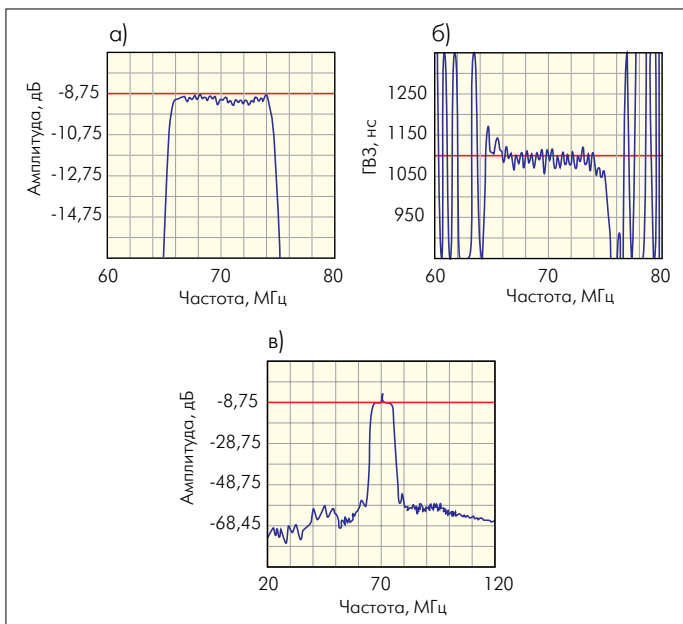 а)
Амплитуда, дБ
-8,75
-10,75
-12,75
-14,75
60 70 80
Частота, МГц
б)
ГВЗ, нс
1250
1150
1050
950
60 70 80
Частота, МГц
в)
Амплитуда, дБ
-8,75
-28,75
-48,75
-68,45
20 70 120
Частота, МГц